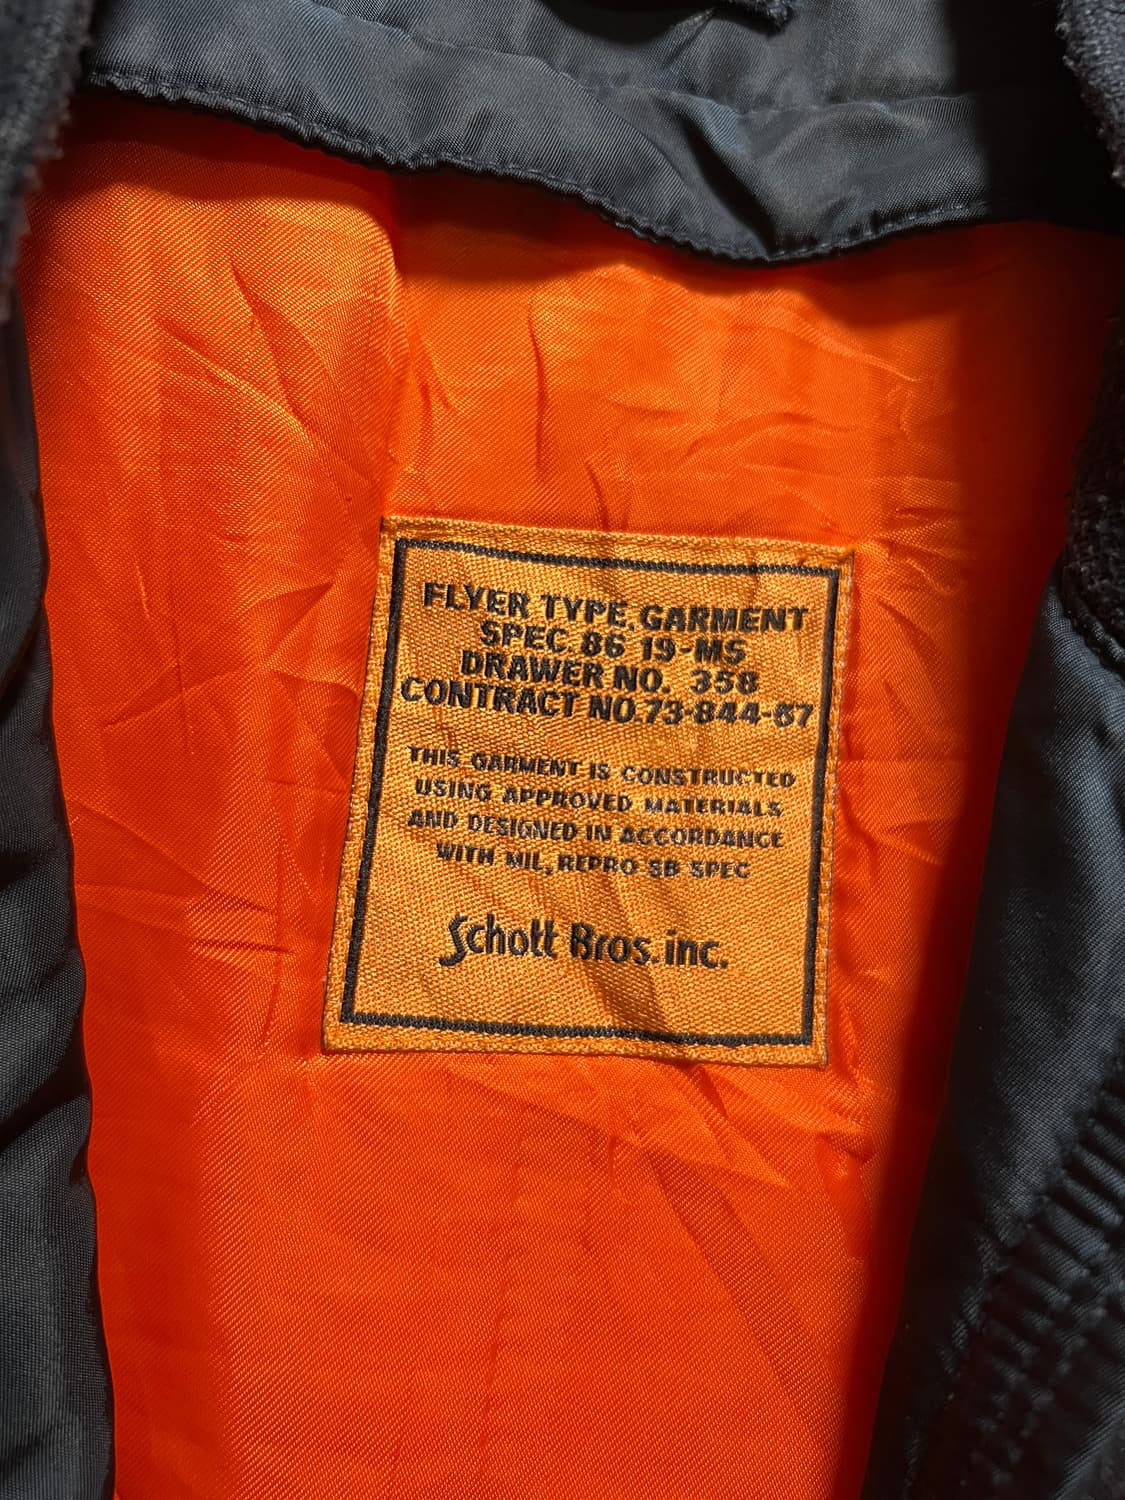 FLYER TYPE, GARMENT
SPEC. 86 19-MS
DRAWER NO. 358
CONTRACT NO.73-844-67
THIS GARMENT IS CONSTRUCTED
USING APPROVED MATERIALS
AND DESIGNED IN ACCORDANCE
WITH MIL, REPRO SB SPEC
Schott Bros. inc.